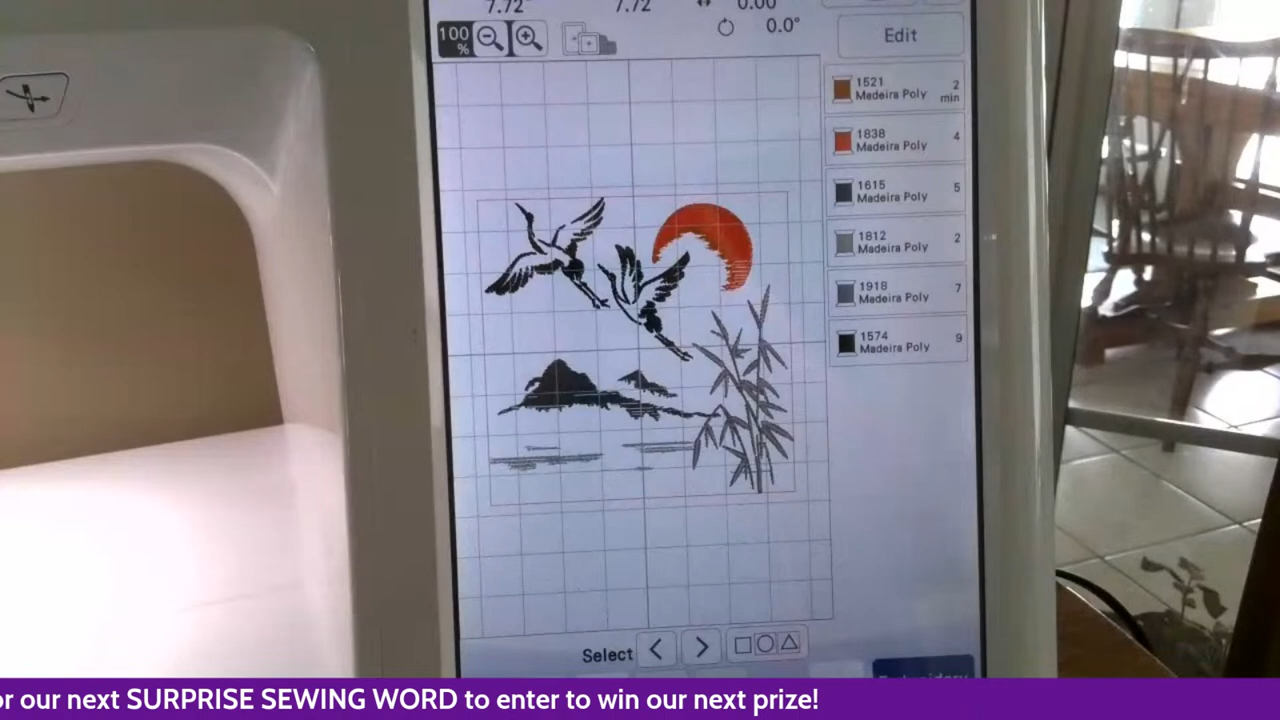 7.72" 7.72" 0.00"
100 %
0.0°
Edit
1521 2
Madeira Poly min
1838 4
Madeira Poly
1615 5
Madeira Poly
1812 2
Madeira Poly
1918 7
Madeira Poly
1574 9
Madeira Poly
Select < >
Embroidery
or our next SURPRISE SEWING WORD to enter to win our next prize!